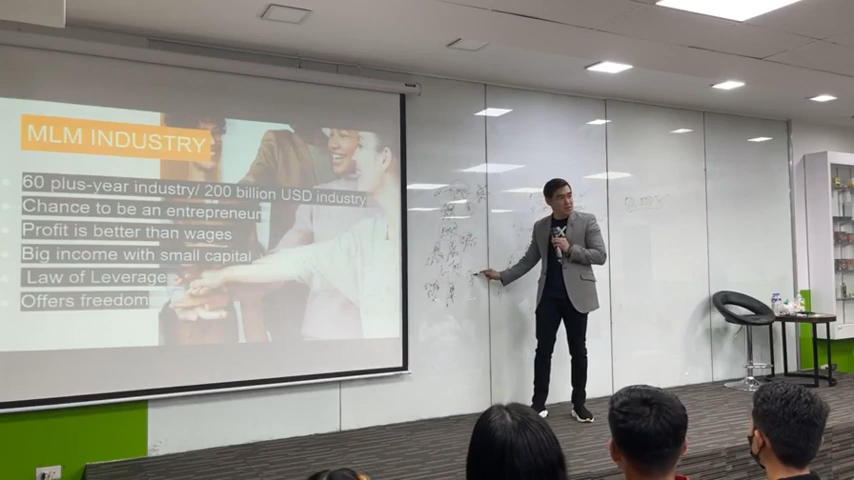 MLM INDUSTRY
60 plus-year industry/ 200 billion USD industry
Chance to be an entrepreneur
Profit is better than wages
Big income with small capital
Law of Leverage
Offers freedom